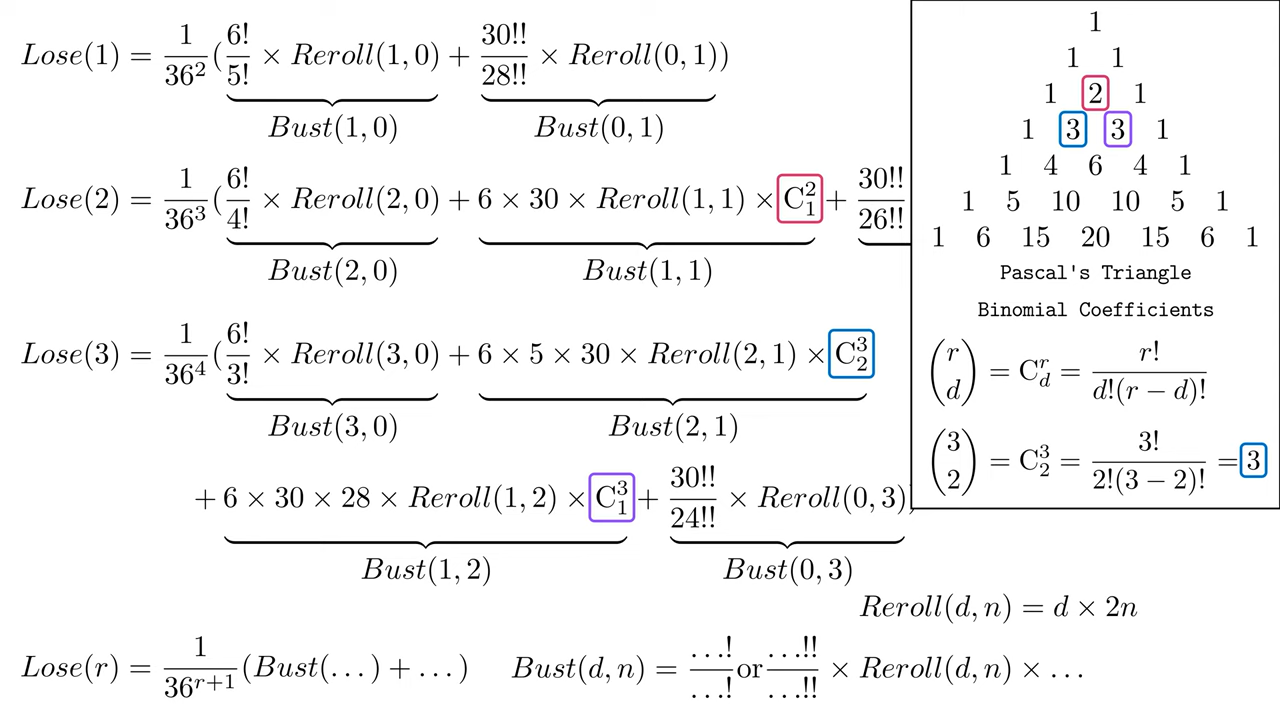 Lose(1) = 1/36² (6!/5! × Reroll(1, 0) + 30!!/28!! × Reroll(0, 1))
Bust(1, 0) Bust(0, 1)
Lose(2) = 1/36³ (6!/4! × Reroll(2, 0) + 6 × 30 × Reroll(1, 1) × C²₁ + 30!!/26!!
Bust(2, 0) Bust(1, 1)
Lose(3) = 1/36⁴ (6!/3! × Reroll(3, 0) + 6 × 5 × 30 × Reroll(2, 1) × C³₂
Bust(3, 0) Bust(2, 1)
+ 6 × 30 × 28 × Reroll(1, 2) × C³₁ + 30!!/24!! × Reroll(0, 3)
Bust(1, 2) Bust(0, 3)
Reroll(d, n) = d × 2n
Lose(r) = 1/36ʳ⁺¹ (Bust(...) + ...) Bust(d, n) = ...!/...! or ...!!/...!! × Reroll(d, n) × ...
1
1 1
1 2 1
1 3 3 1
1 4 6 4 1
1 5 10 10 5 1
1 6 15 20 15 6 1
Pascal's Triangle
Binomial Coefficients
(r d) = Cʳ_d = r!/d!(r − d)!
(3 2) = C³₂ = 3!/2!(3 − 2)! = 3